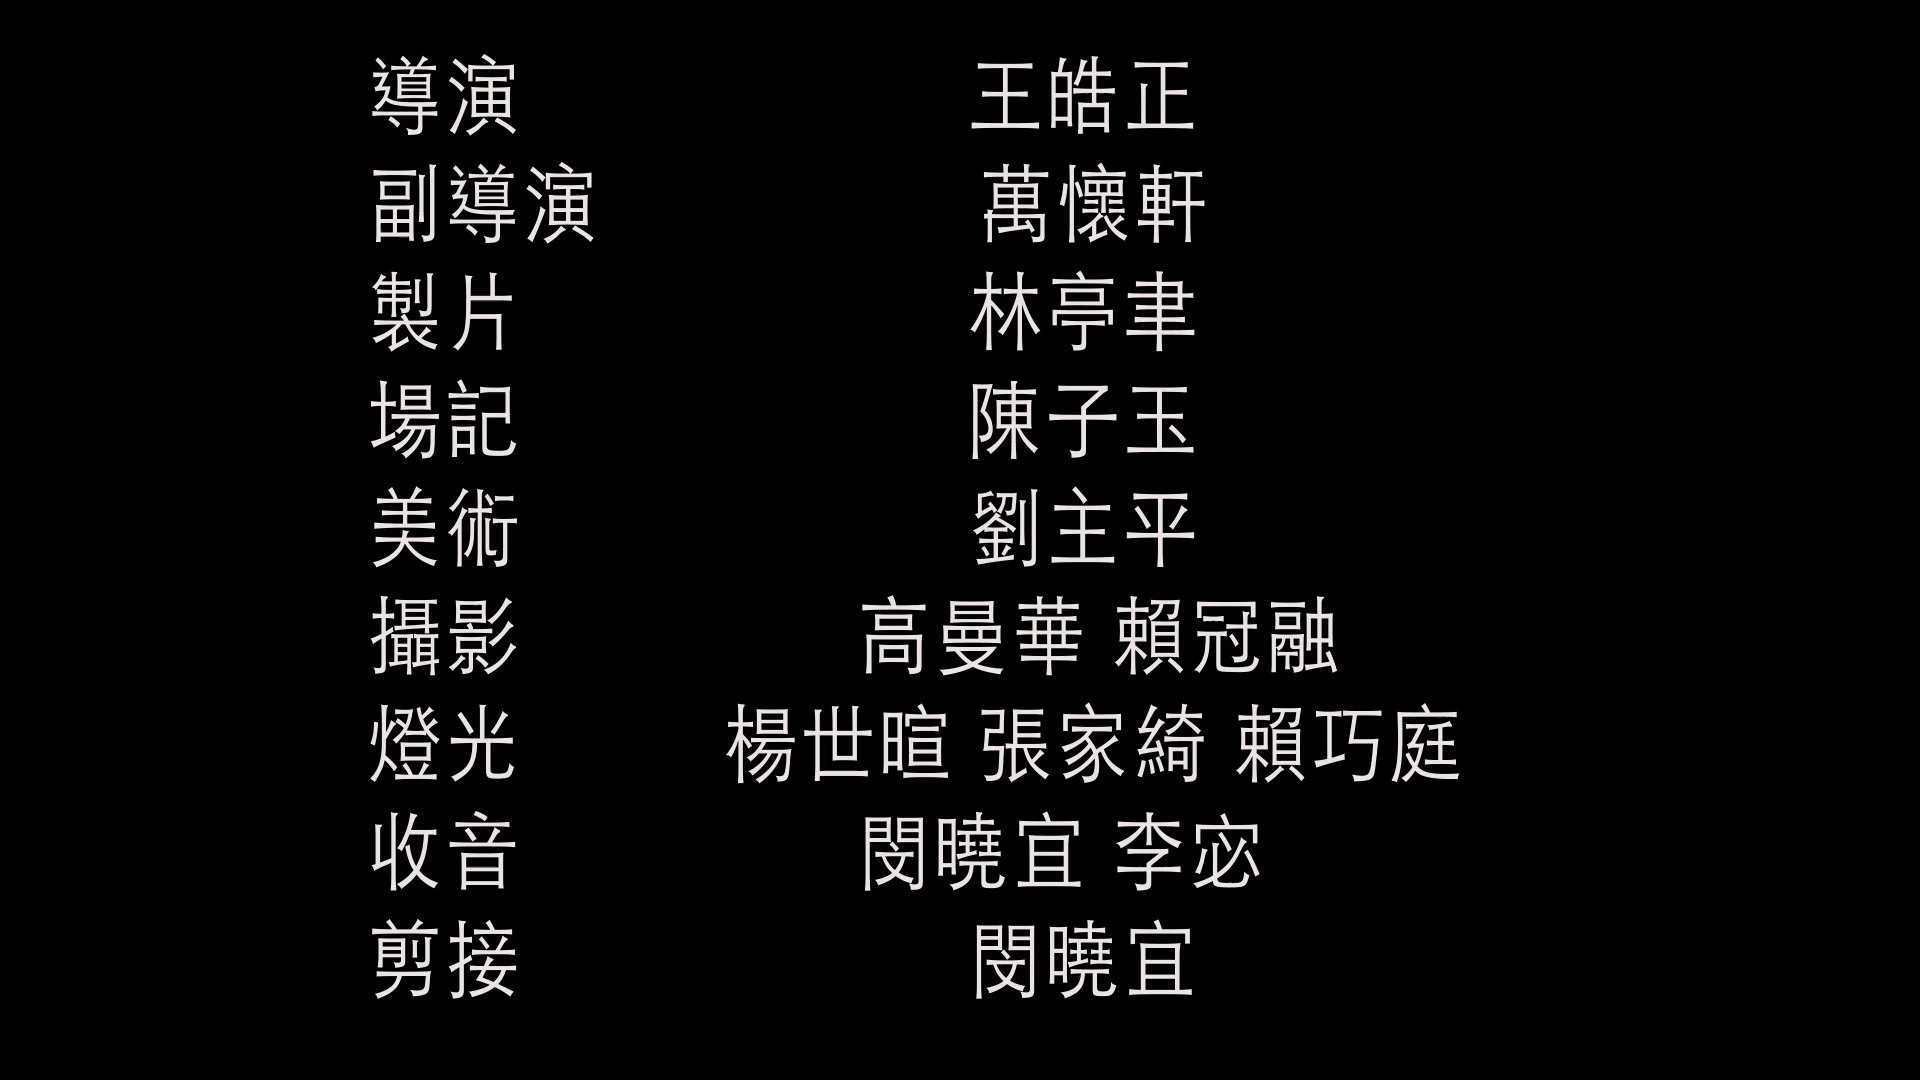 導演 王皓正
副導演 萬懷軒
製片 林亭聿
場記 陳子玉
美術 劉主平
攝影 高曼華 賴冠融
燈光 楊世暄 張家綺 賴巧庭
收音 閔曉宜 李宓
剪接 閔曉宜